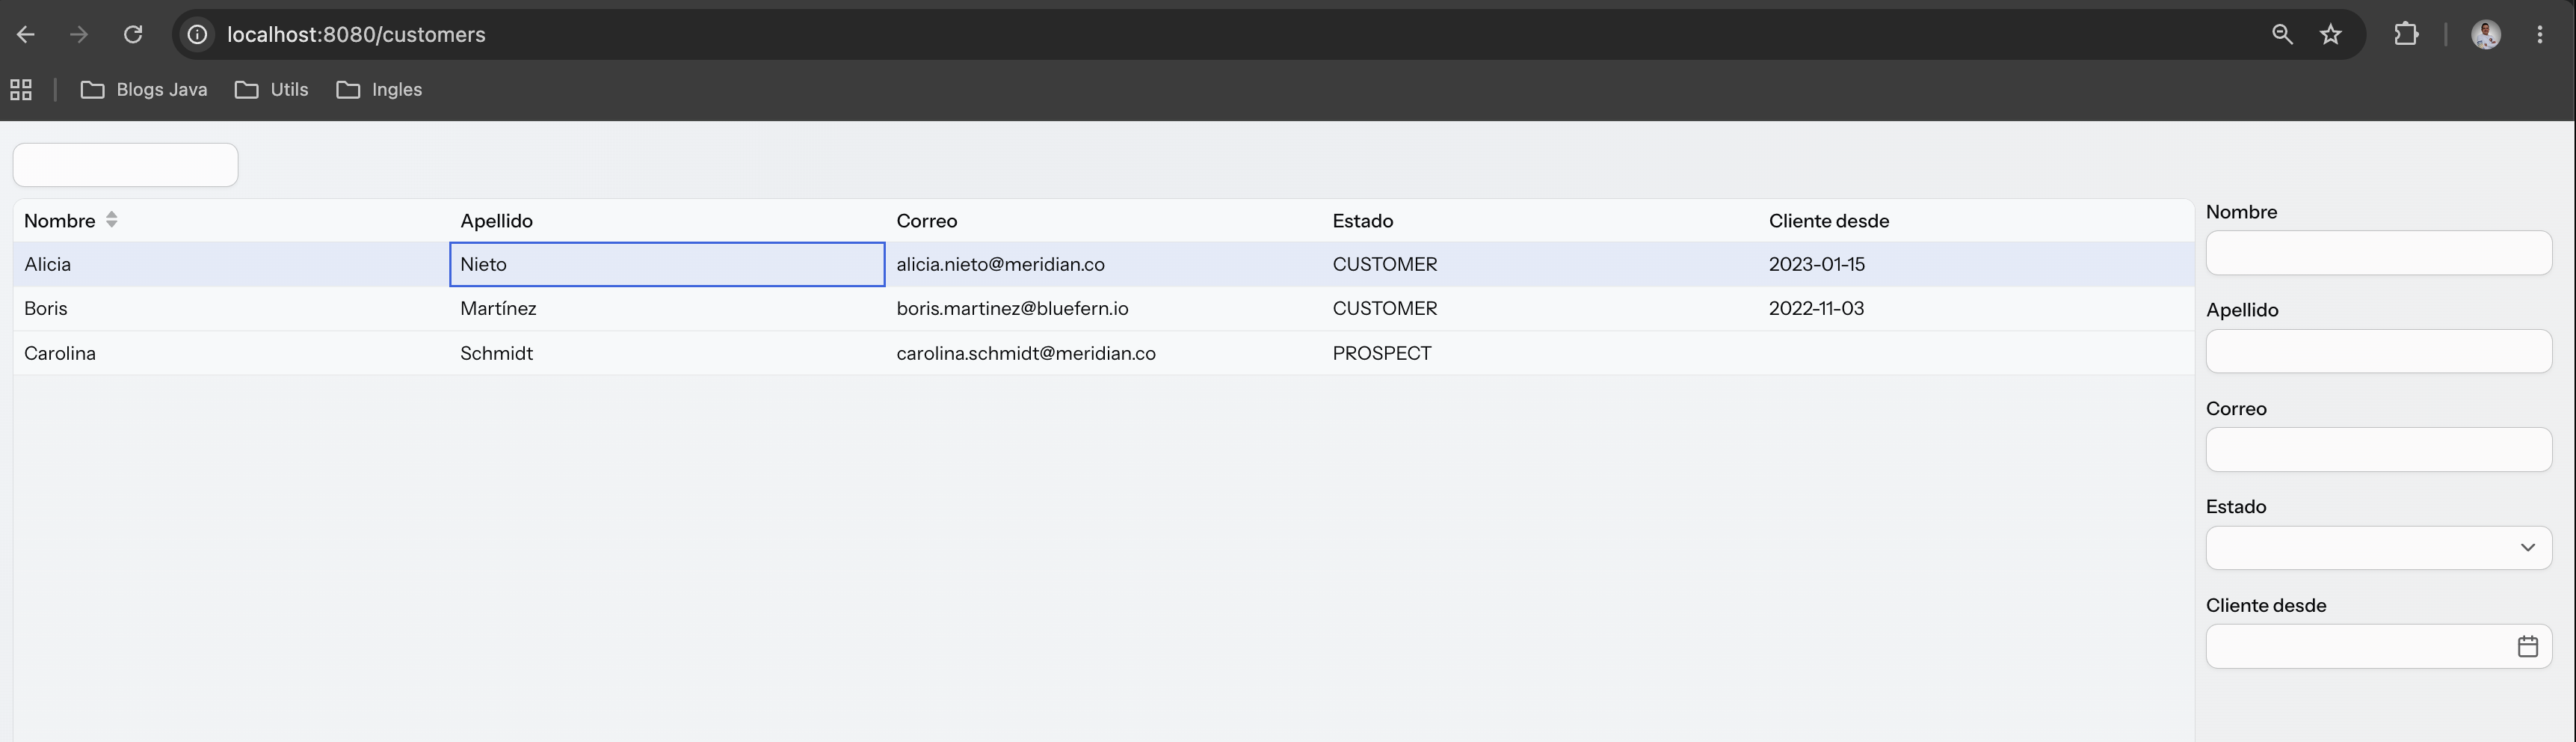 localhost:8080/customers
Blogs Java Utils Ingles
Nombre Apellido Correo Estado Cliente desde
Alicia Nieto alicia.nieto@meridian.co CUSTOMER 2023-01-15
Boris Martínez boris.martinez@bluefern.io CUSTOMER 2022-11-03
Carolina Schmidt carolina.schmidt@meridian.co PROSPECT
Nombre
Apellido
Correo
Estado
Cliente desde